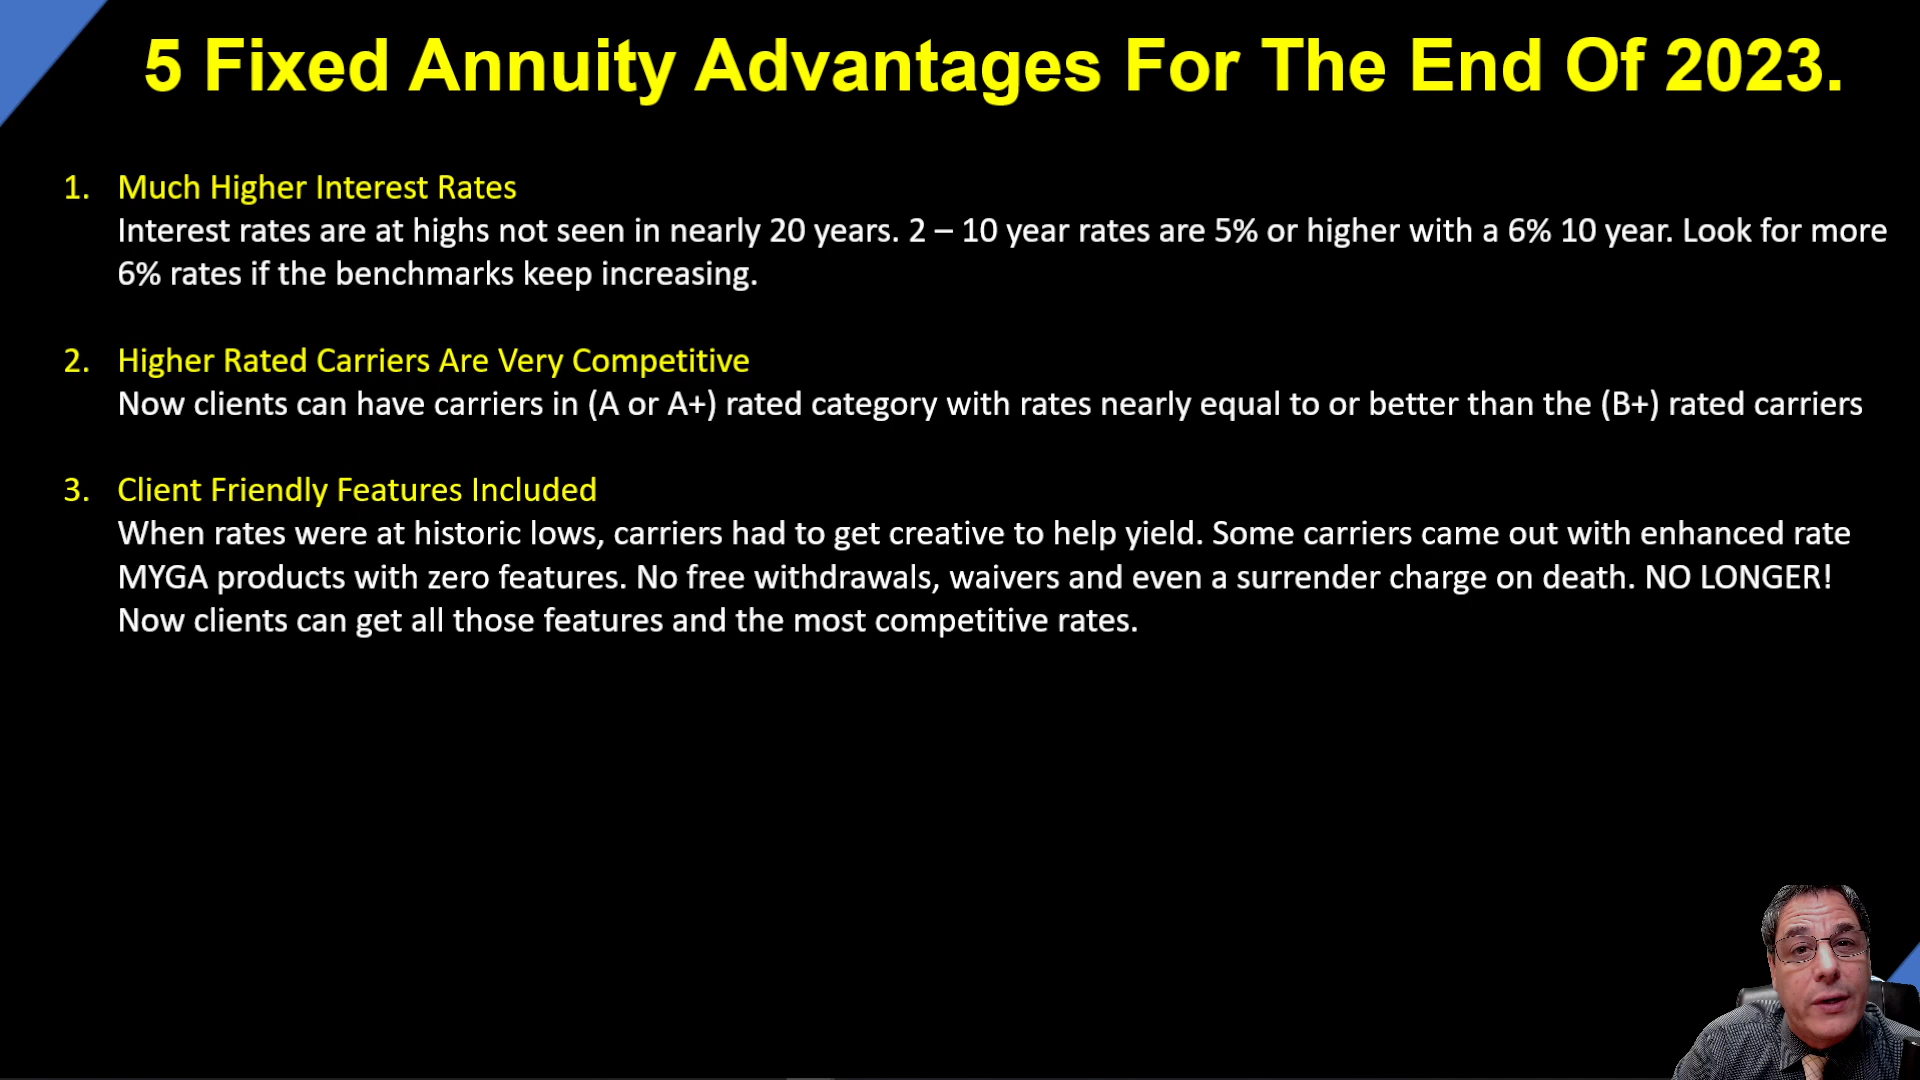 5 Fixed Annuity Advantages For The End Of 2023.
1. Much Higher Interest Rates
Interest rates are at highs not seen in nearly 20 years. 2 – 10 year rates are 5% or higher with a 6% 10 year. Look for more
6% rates if the benchmarks keep increasing.
2. Higher Rated Carriers Are Very Competitive
Now clients can have carriers in (A or A+) rated category with rates nearly equal to or better than the (B+) rated carriers
3. Client Friendly Features Included
When rates were at historic lows, carriers had to get creative to help yield. Some carriers came out with enhanced rate
MYGA products with zero features. No free withdrawals, waivers and even a surrender charge on death. NO LONGER!
Now clients can get all those features and the most competitive rates.